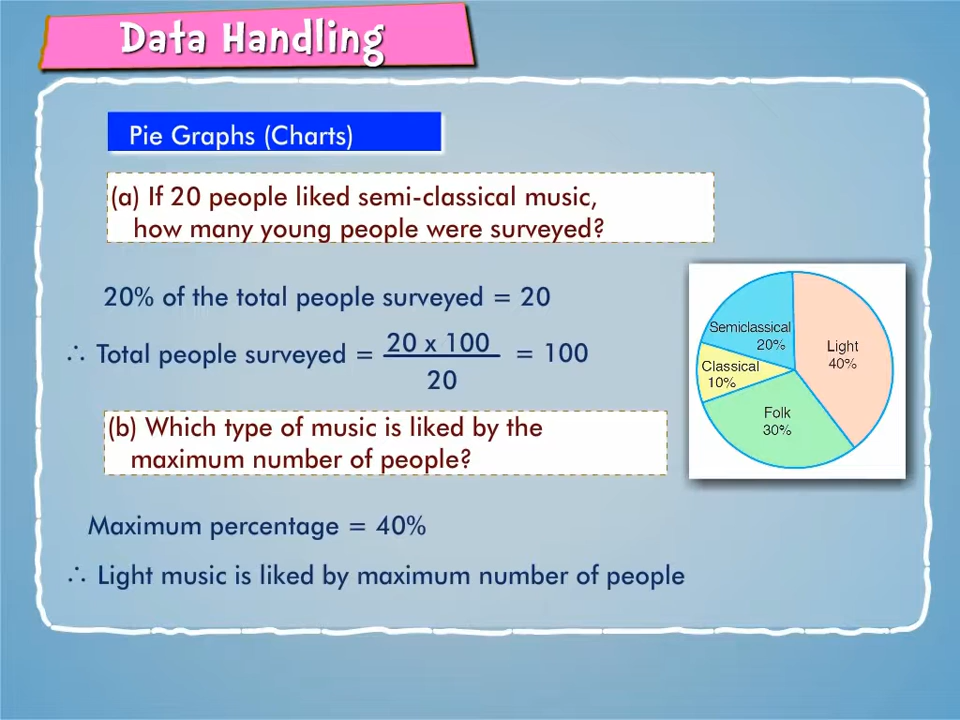 Data Handling
Pie Graphs (Charts)
(a) If 20 people liked semi-classical music,
how many young people were surveyed?
20% of the total people surveyed = 20
∴ Total people surveyed = 20 x 100 / 20 = 100
(b) Which type of music is liked by the
maximum number of people?
Maximum percentage = 40%
∴ Light music is liked by maximum number of people
Semiclassical
20%
Light
40%
Classical
10%
Folk
30%